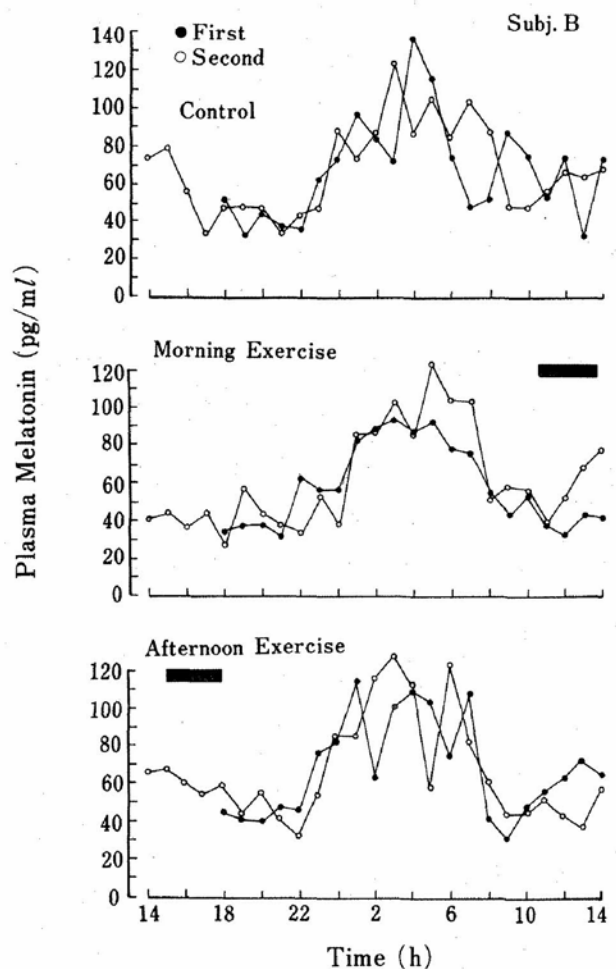 ● First
○ Second
Subj. B
Control
140
120
100
80
60
40
20
0
Plasma Melatonin (pg/ml)
Morning Exercise
120
100
80
60
40
20
0
Afternoon Exercise
120
100
80
60
40
20
0
14 18 22 2 6 10 14
Time (h)